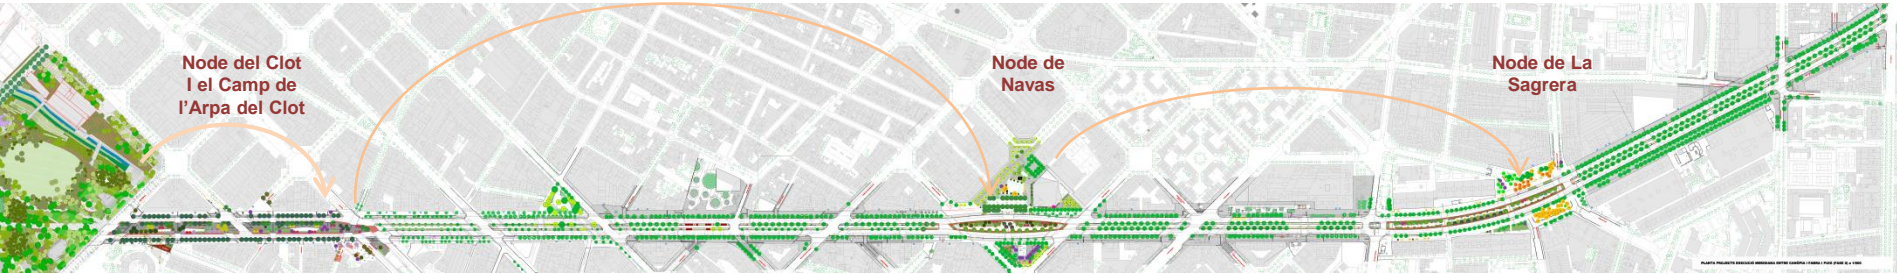 Node del Clot
I el Camp de
l'Arpa del Clot
Node de
Navas
Node de La
Sagrera